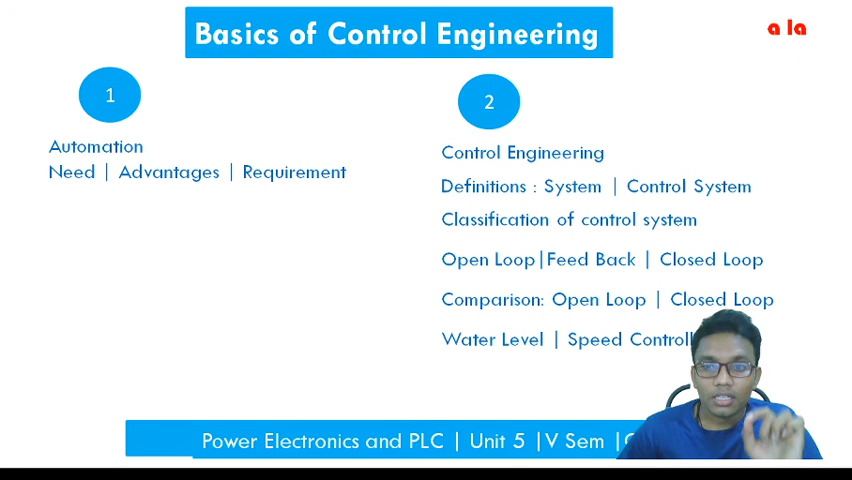 Basics of Control Engineering
a la
1
Automation
Need | Advantages | Requirement
2
Control Engineering
Definitions : System | Control System
Classification of control system
Open Loop|Feed Back | Closed Loop
Comparison: Open Loop | Closed Loop
Water Level | Speed
Power Electronics and PLC | Unit 5 |V Sem |